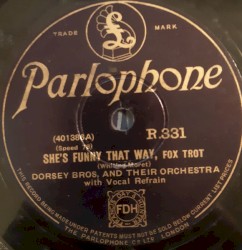 TRADE MARK
£
Parlophone
(401386A) R.331
(Speed 78)
SHE'S FUNNY THAT WAY, FOX TROT
(Whiting-Moret)
DORSEY BROS. AND THEIR ORCHESTRA
with Vocal Refrain
FDH
THE PARLOPHONE CO LTD LONDON